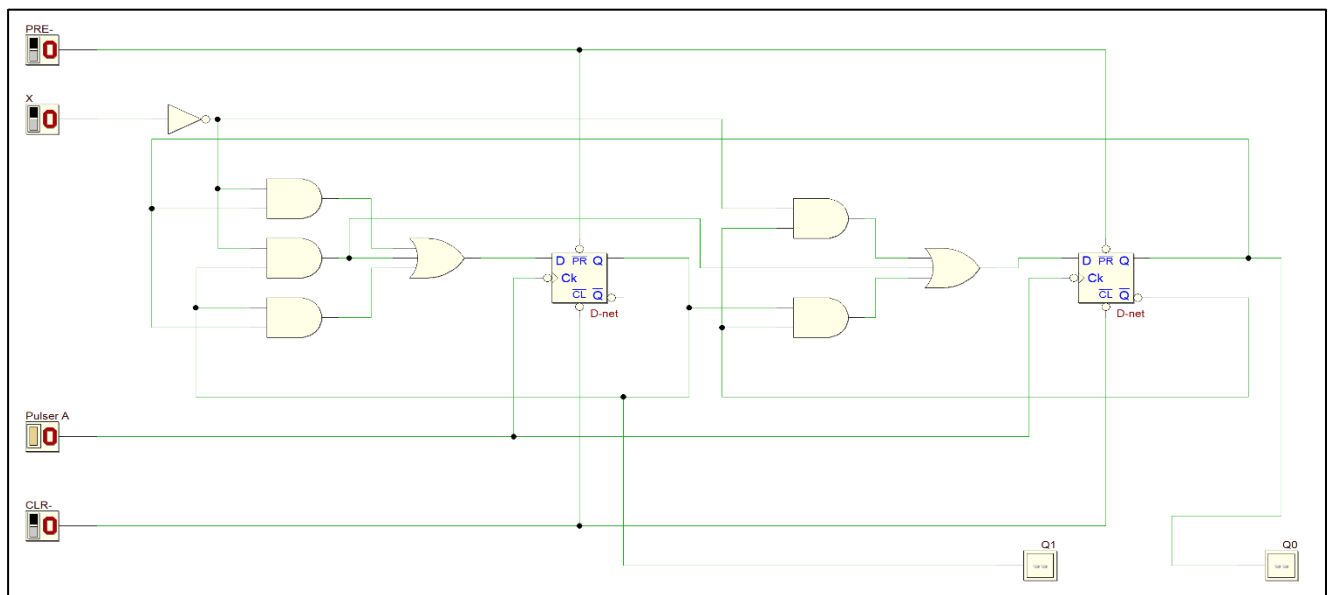 PRE-
0
X
0
D PR Q
Ck
CL Q
D-net
D PR Q
Ck
CL Q
D-net
Pulser A
0
CLR-
0
Q1
Q0